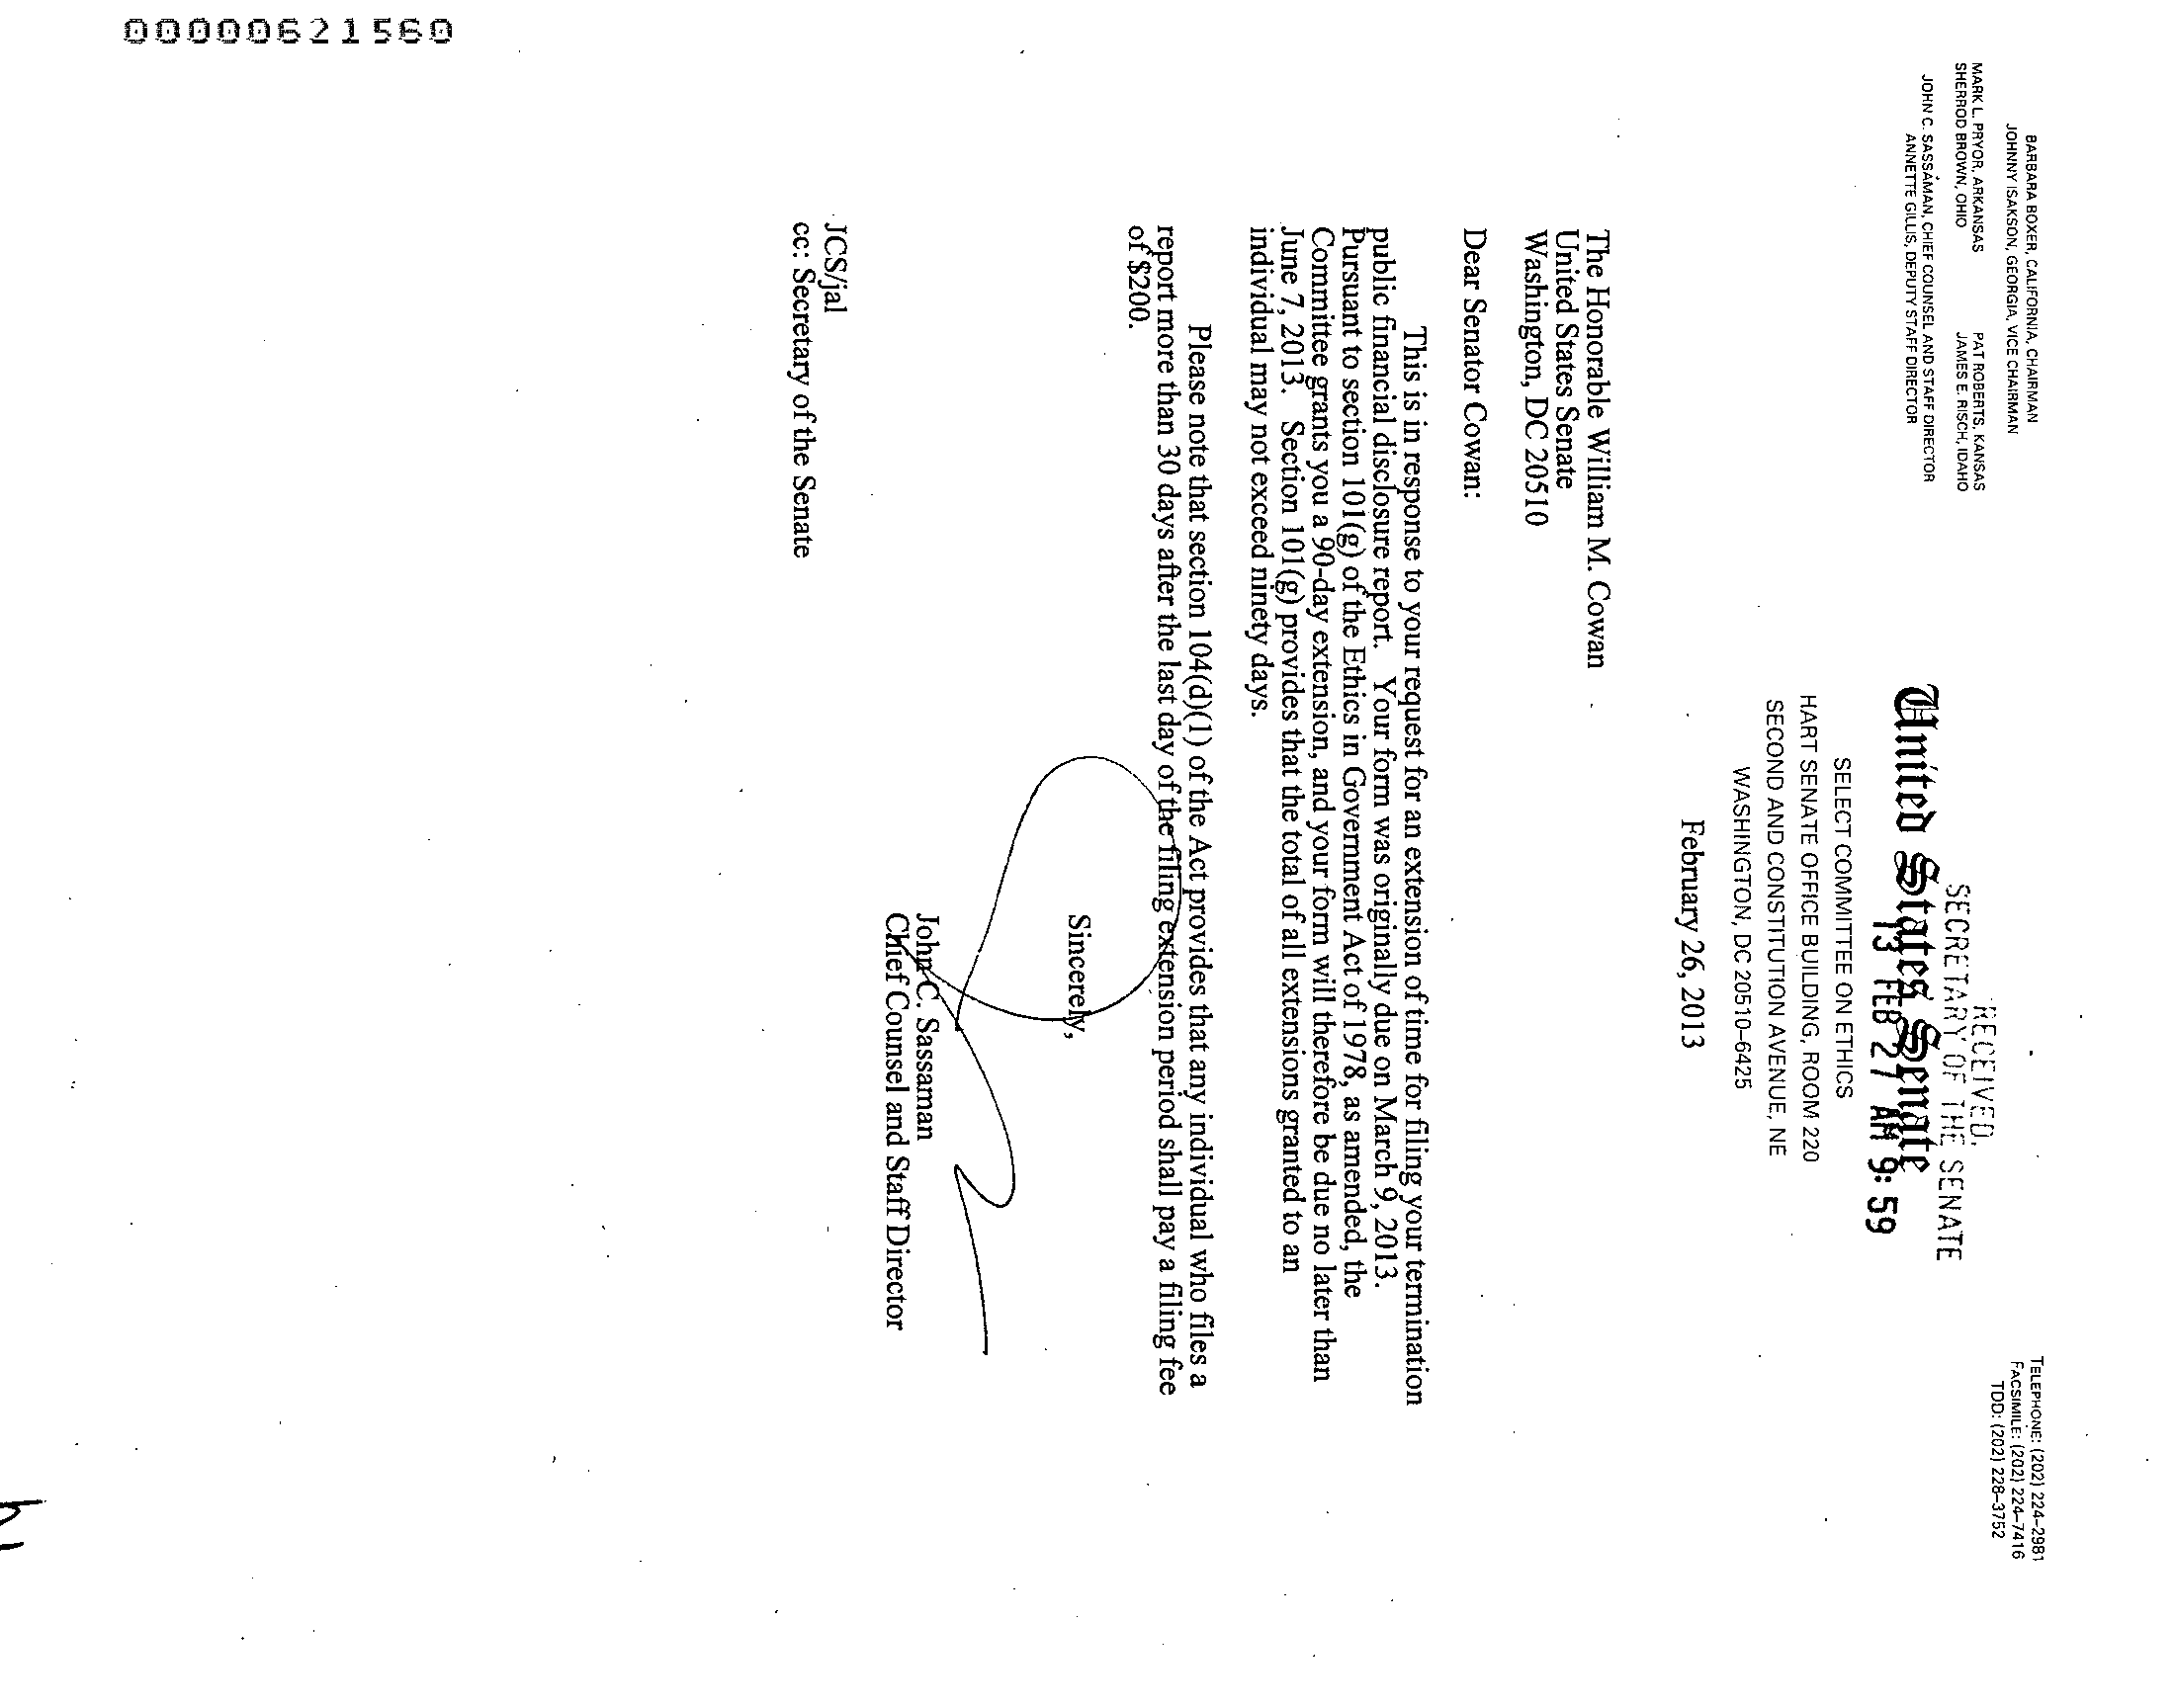 00000621560
BARBARA BOXER, CALIFORNIA, CHAIRMAN
JOHNNY ISAKSON, GEORGIA, VICE CHAIRMAN
MARK L. PRYOR, ARKANSAS PAT ROBERTS, KANSAS
SHERROD BROWN, OHIO JAMES E. RISCH, IDAHO
JOHN C. SASSAMAN, CHIEF COUNSEL AND STAFF DIRECTOR
ANNETTE GILLIS, DEPUTY STAFF DIRECTOR
TELEPHONE: (202) 224–2981
FACSIMILE: (202) 224–7416
TDD: (202) 228–3752
RECEIVED
SECRETARY OF THE SENATE
United States Senate
13 FEB 27 AM 9:59
SELECT COMMITTEE ON ETHICS
HART SENATE OFFICE BUILDING, ROOM 220
SECOND AND CONSTITUTION AVENUE, NE
WASHINGTON, DC 20510–6425
February 26, 2013
The Honorable William M. Cowan
United States Senate
Washington, DC 20510
Dear Senator Cowan:
This is in response to your request for an extension of time for filing your termination
public financial disclosure report. Your form was originally due on March 9, 2013.
Pursuant to section 101(g) of the Ethics in Government Act of 1978, as amended, the
Committee grants you a 90-day extension, and your form will therefore be due no later than
June 7, 2013. Section 101(g) provides that the total of all extensions granted to an
individual may not exceed ninety days.
Please note that section 104(d)(1) of the Act provides that any individual who files a
report more than 30 days after the last day of the filing extension period shall pay a filing fee
of $200.
Sincerely,
John C. Sassaman
Chief Counsel and Staff Director
JCS/jal
cc: Secretary of the Senate